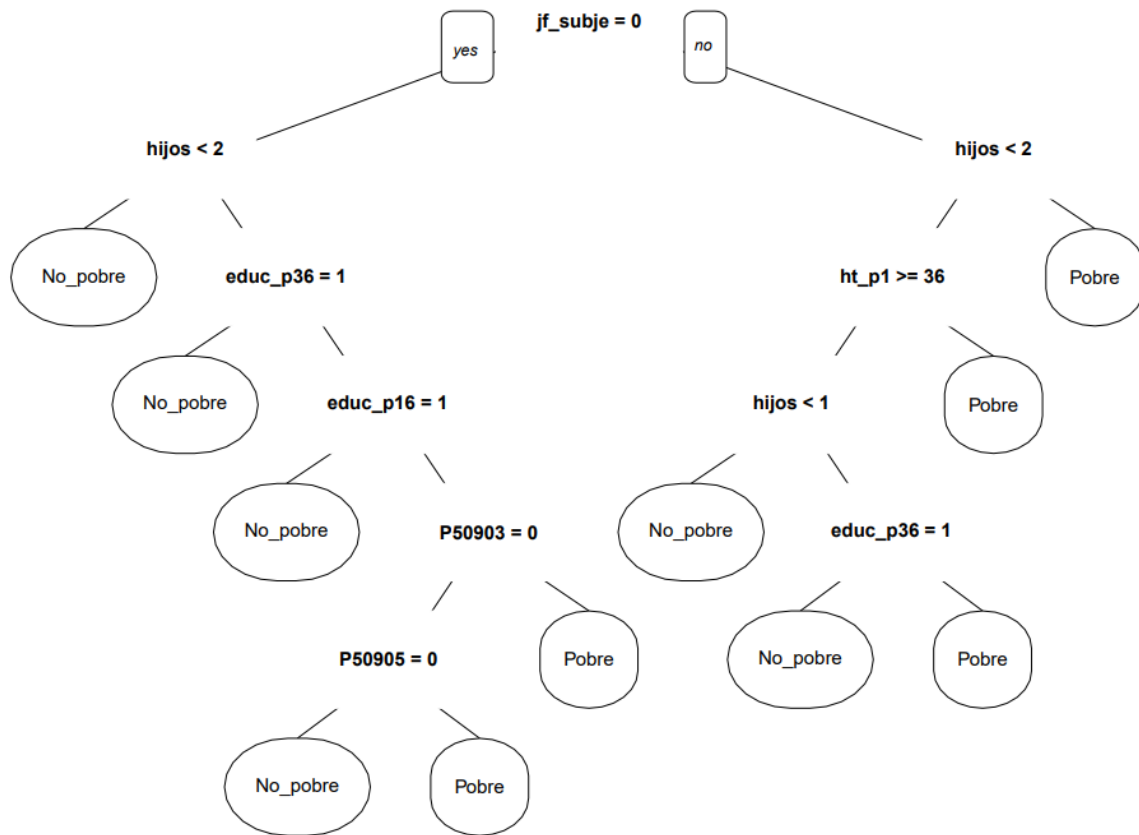 jf_subje = 0
yes
no
hijos < 2
hijos < 2
No_pobre
educ_p36 = 1
ht_p1 >= 36
Pobre
No_pobre
educ_p16 = 1
hijos < 1
Pobre
No_pobre
P50903 = 0
No_pobre
educ_p36 = 1
P50905 = 0
Pobre
No_pobre
Pobre
No_pobre
Pobre